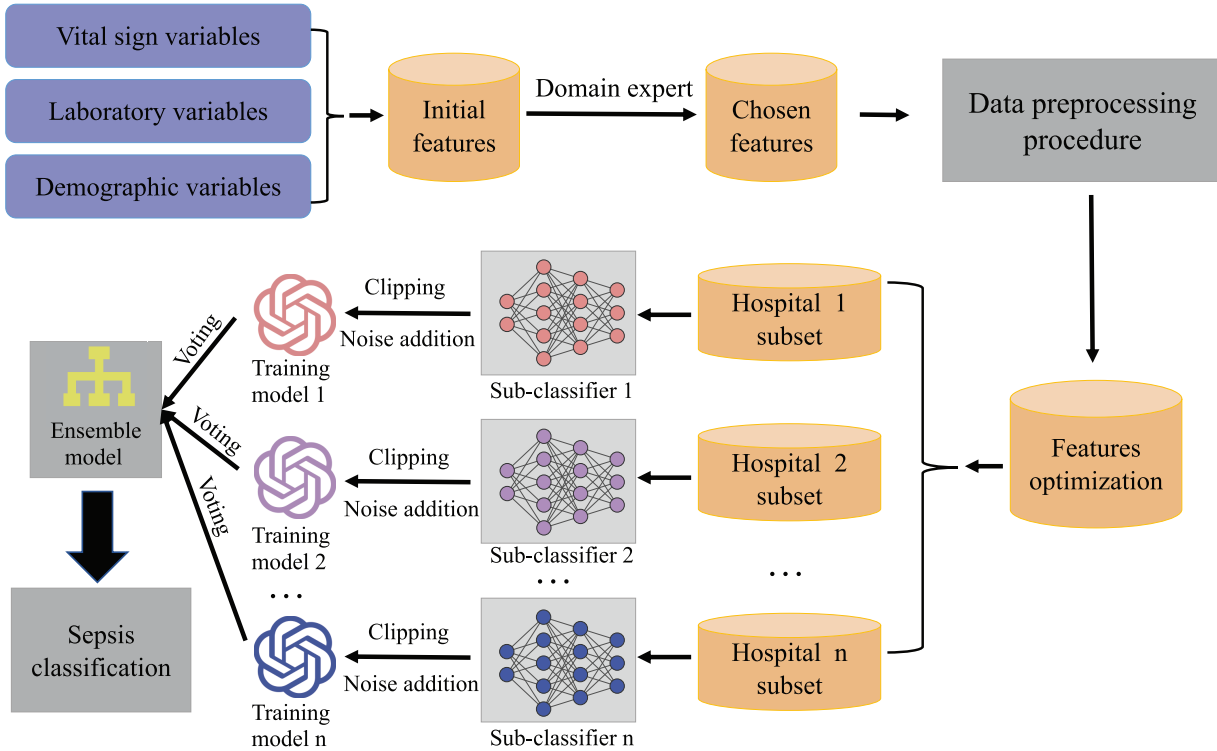 Vital sign variables
Laboratory variables
Demographic variables
Initial
features
Domain expert
Chosen
features
Data preprocessing
procedure
Features
optimization
Hospital 1
subset
Hospital 2
subset
...
Hospital n
subset
Sub-classifier 1
Sub-classifier 2
...
Sub-classifier n
Clipping
Noise addition
Clipping
Noise addition
Clipping
Noise addition
Training
model 1
Training
model 2
...
Training
model n
Voting
Voting
Voting
Ensemble
model
Sepsis
classification